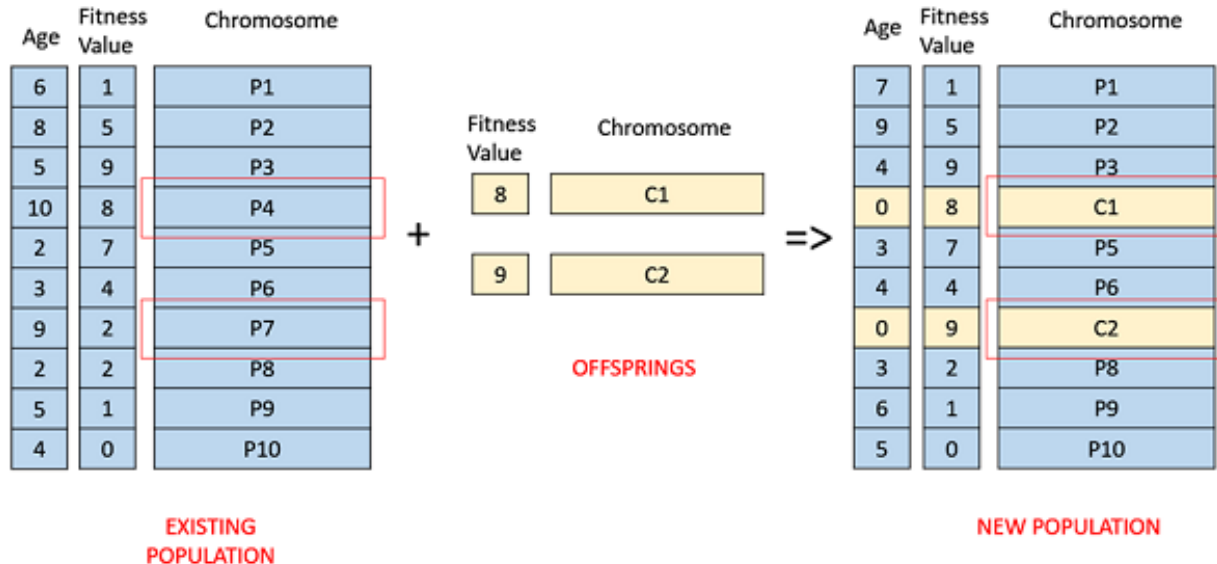 Age Fitness Value Chromosome
6 1 P1
8 5 P2
5 9 P3
10 8 P4
2 7 P5
3 4 P6
9 2 P7
2 2 P8
5 1 P9
4 0 P10
EXISTING
POPULATION
+
Fitness Value Chromosome
8 C1
9 C2
OFFSPRINGS
=>
Age Fitness Value Chromosome
7 1 P1
9 5 P2
4 9 P3
0 8 C1
3 7 P5
4 4 P6
0 9 C2
3 2 P8
6 1 P9
5 0 P10
NEW POPULATION